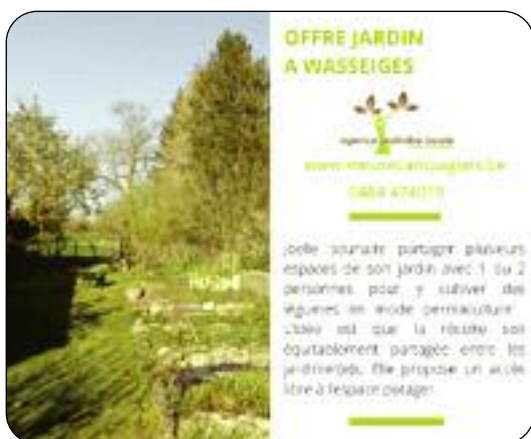 OFFRE JARDIN
A WASSEIGES
Joëlle souhaite partager plusieurs
espaces de son jardin avec 1 ou 2
personnes pour y cultiver des
légumes en mode permaculture.
L'idée est que la récolte soit
équitablement partagée entre les
jardinier(e)s. Elle propose un accès
libre à l'espace potager.